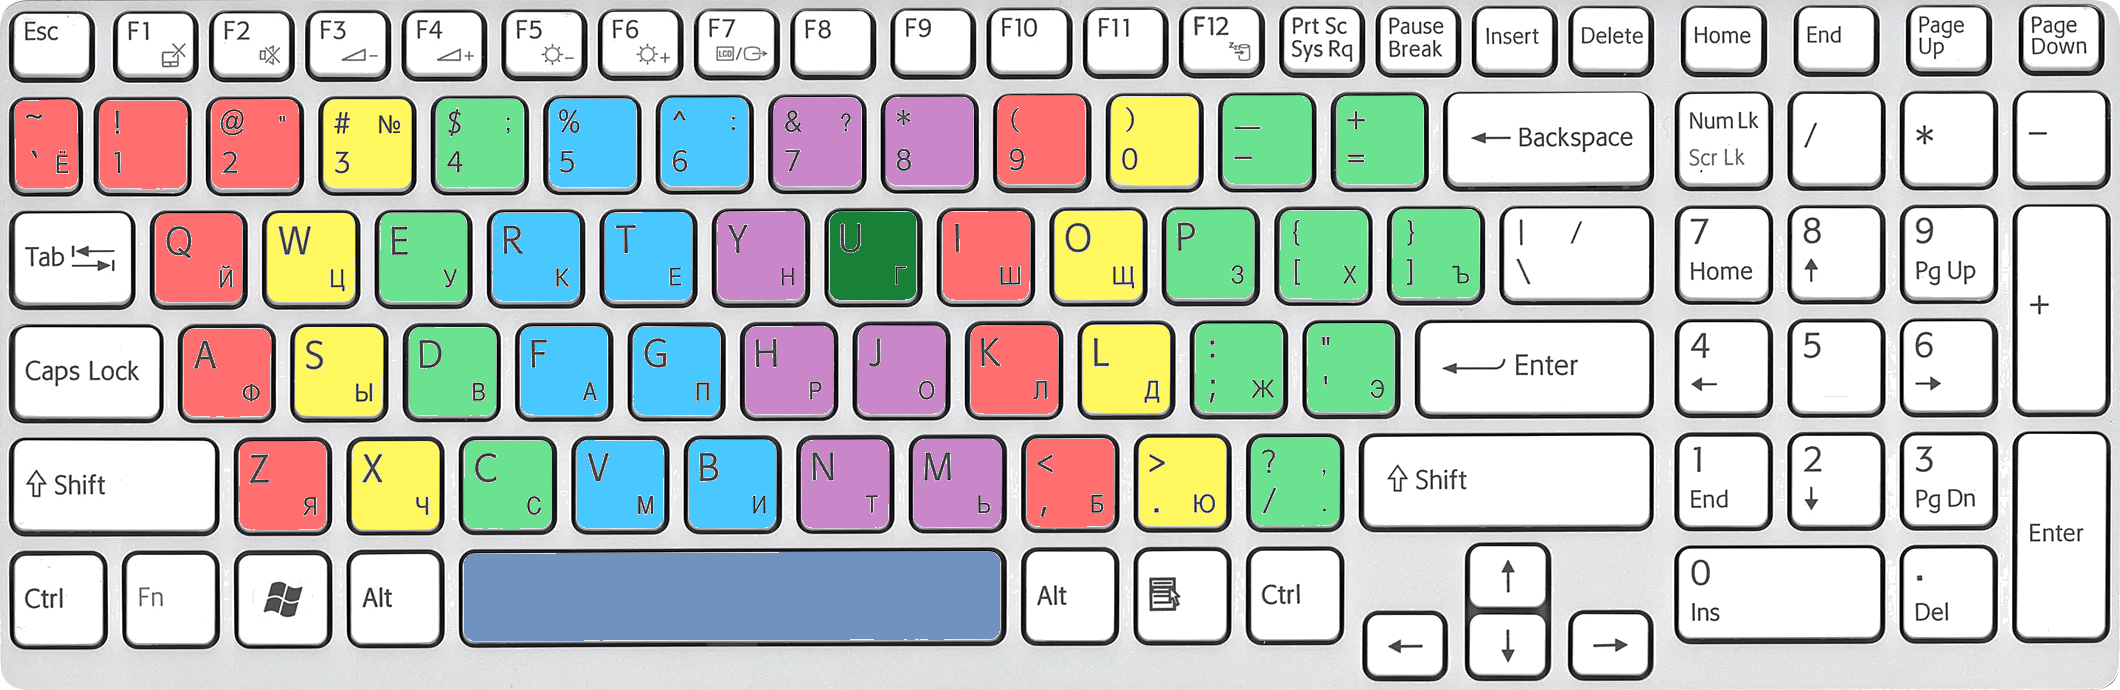 Esc F1 F2 F3 F4 F5 F6 F7 LCD F8 F9 F10 F11 F12 Prt Sc Sys Rq Pause Break Insert Delete Home End Page Up Page Down
~ ` Ё ! 1 @ " 2 # № 3 $ ; 4 % 5 ^ : 6 & ? 7 * 8 ( 9 ) 0 — − + = ← Backspace Num Lk Scr Lk / * −
Tab Q Й W Ц E У R К T Е Y Н U Г I Ш O Щ P З { [ Х } ] Ъ | / \ 7 Home 8 ↑ 9 Pg Up +
Caps Lock A Ф S Ы D В F А G П H Р J О K Л L Д : ; Ж " ' Э Enter 4 ← 5 6 →
⇧ Shift Z Я X Ч C С V М B И N Т M Ь < , Б > . Ю ? , / . ⇧ Shift 1 End 2 ↓ 3 Pg Dn Enter
Ctrl Fn Alt Alt Ctrl ↑ 0 Ins . Del
← ↓ →